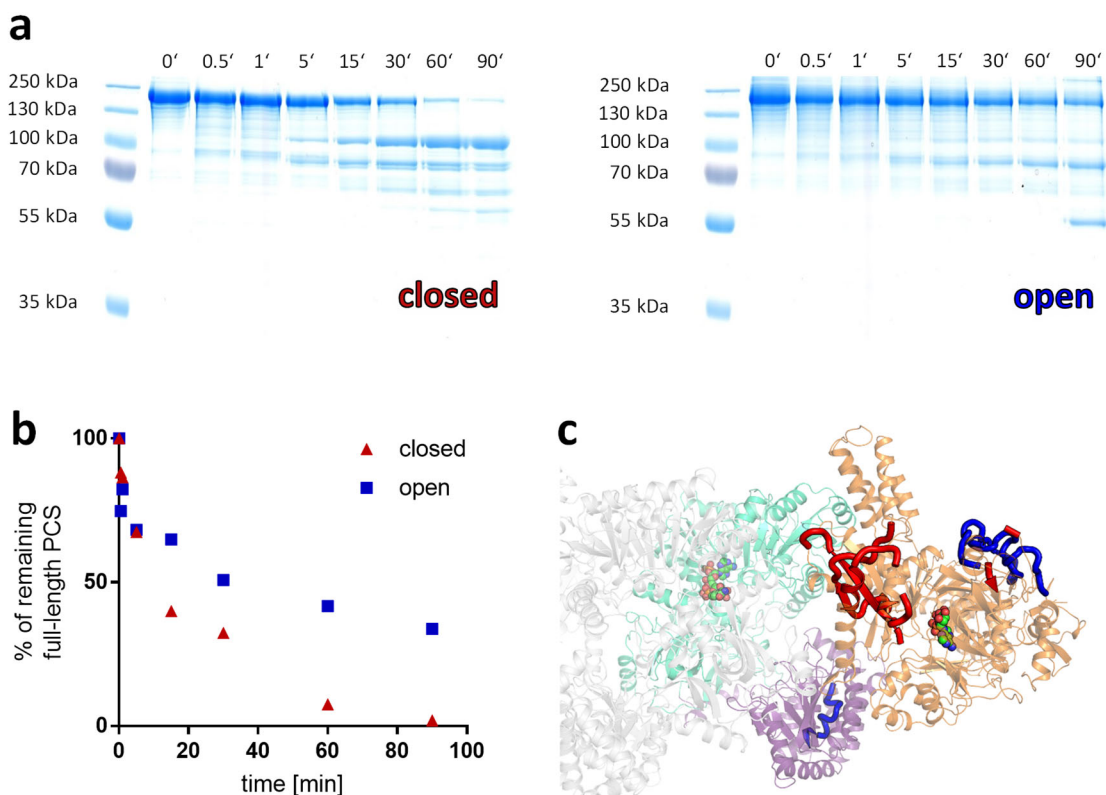 a
0‘ 0.5‘ 1‘ 5‘ 15‘ 30‘ 60‘ 90‘
250 kDa
130 kDa
100 kDa
70 kDa
55 kDa
35 kDa
closed
0‘ 0.5‘ 1‘ 5‘ 15‘ 30‘ 60‘ 90‘
250 kDa
130 kDa
100 kDa
70 kDa
55 kDa
35 kDa
open
b
% of remaining
full-length PCS
100
50
0
closed
open
0 20 40 60 80 100
time [min]
c